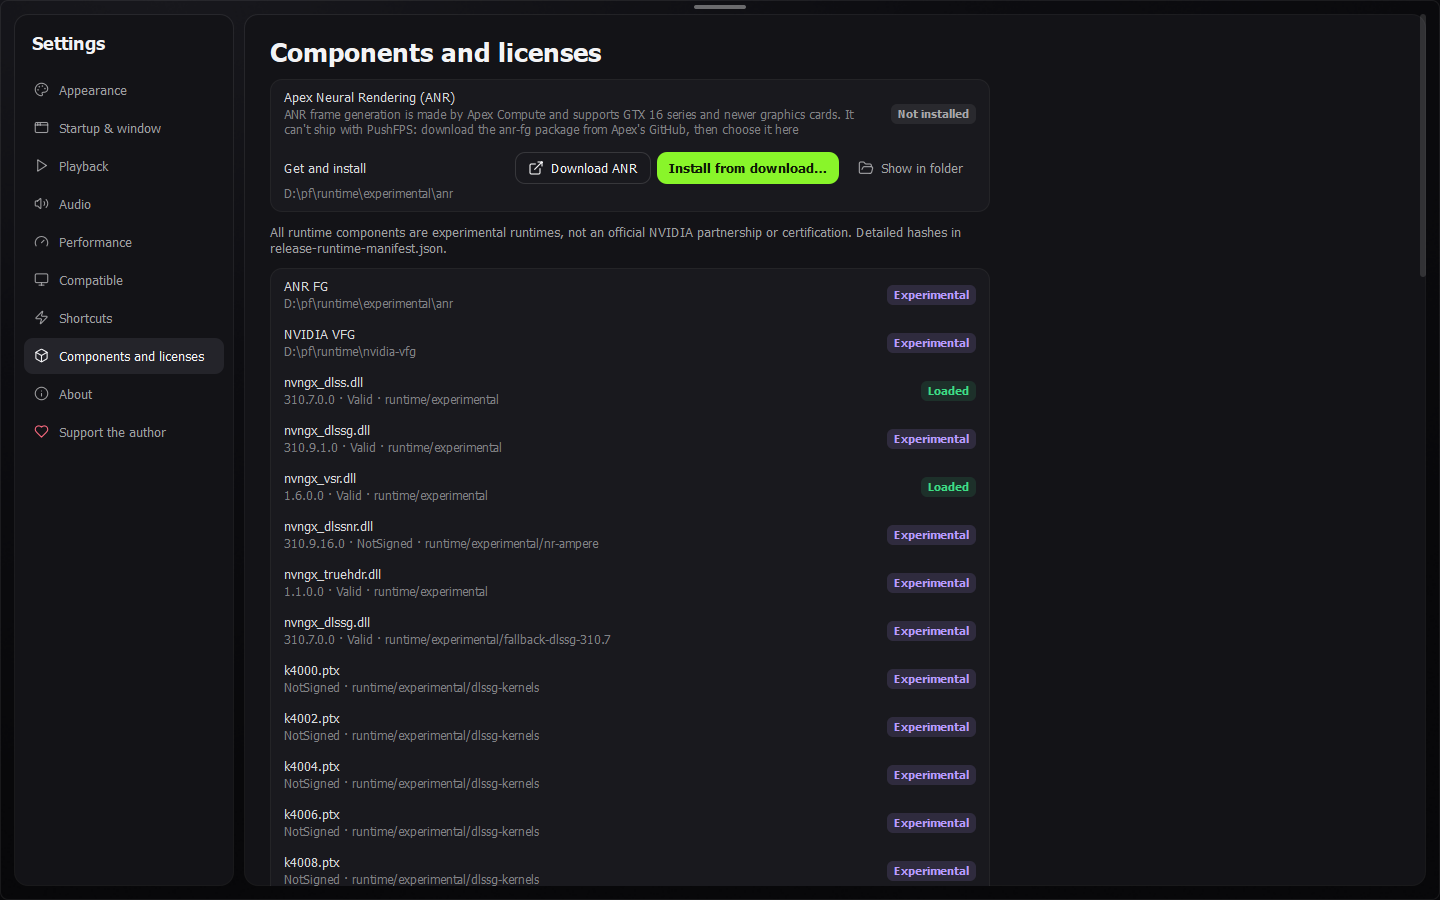 Settings
Appearance
Startup & window
Playback
Audio
Performance
Compatible
Shortcuts
Components and licenses
About
Support the author
Components and licenses
Apex Neural Rendering (ANR)
ANR frame generation is made by Apex Compute and supports GTX 16 series and newer graphics cards. It
can't ship with PushFPS: download the anr-fg package from Apex's GitHub, then choose it here
Not installed
Get and install
Download ANR
Install from download...
Show in folder
D:\pf\runtime\experimental\anr
All runtime components are experimental runtimes, not an official NVIDIA partnership or certification. Detailed hashes in
release-runtime-manifest.json.
ANR FG
D:\pf\runtime\experimental\anr
Experimental
NVIDIA VFG
D:\pf\runtime\nvidia-vfg
Experimental
nvngx_dlss.dll
310.7.0.0 · Valid · runtime/experimental
Loaded
nvngx_dlssg.dll
310.9.1.0 · Valid · runtime/experimental
Experimental
nvngx_vsr.dll
1.6.0.0 · Valid · runtime/experimental
Loaded
nvngx_dlssnr.dll
310.9.16.0 · NotSigned · runtime/experimental/nr-ampere
Experimental
nvngx_truehdr.dll
1.1.0.0 · Valid · runtime/experimental
Experimental
nvngx_dlssg.dll
310.7.0.0 · Valid · runtime/experimental/fallback-dlssg-310.7
Experimental
k4000.ptx
NotSigned · runtime/experimental/dlssg-kernels
Experimental
k4002.ptx
NotSigned · runtime/experimental/dlssg-kernels
Experimental
k4004.ptx
NotSigned · runtime/experimental/dlssg-kernels
Experimental
k4006.ptx
NotSigned · runtime/experimental/dlssg-kernels
Experimental
k4008.ptx
NotSigned · runtime/experimental/dlssg-kernels
Experimental